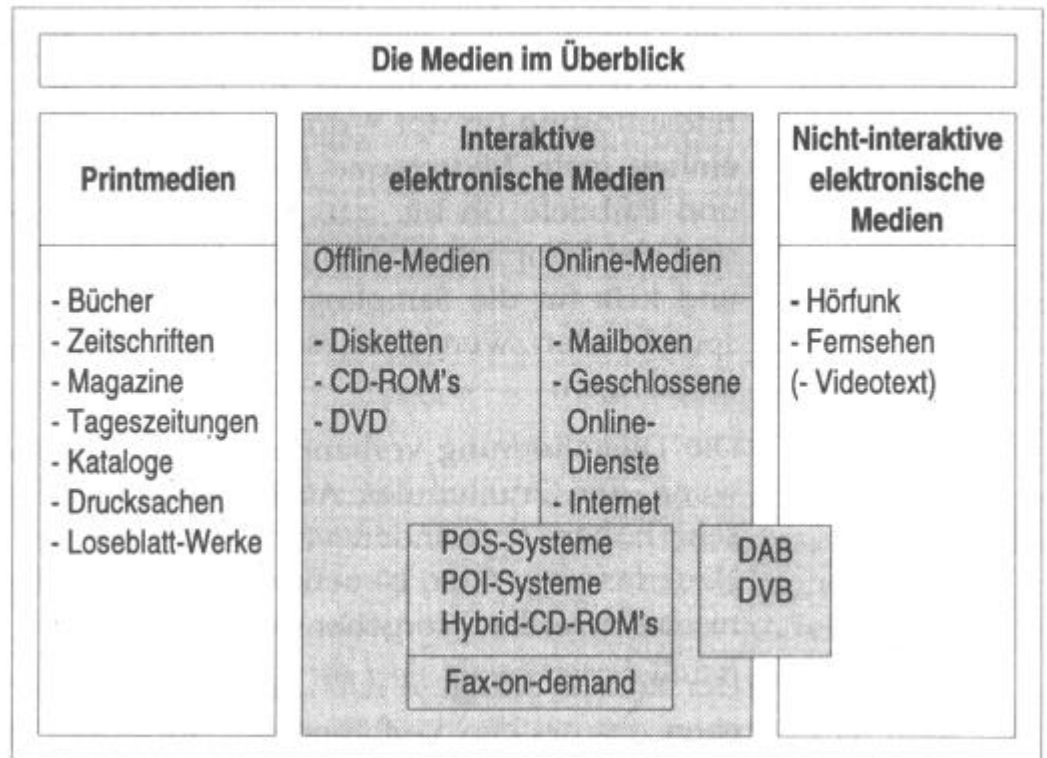 Die Medien im Überblick
Printmedien
- Bücher
- Zeitschriften
- Magazine
- Tageszeitungen
- Kataloge
- Drucksachen
- Loseblatt-Werke
Interaktive
elektronische Medien
Offline-Medien
- Disketten
- CD-ROM's
- DVD
Online-Medien
- Mailboxen
- Geschlossene
Online-
Dienste
- Internet
POS-Systeme
POI-Systeme
Hybrid-CD-ROM's
Fax-on-demand
Nicht-interaktive
elektronische
Medien
- Hörfunk
- Fernsehen
(- Videotext)
DAB
DVB